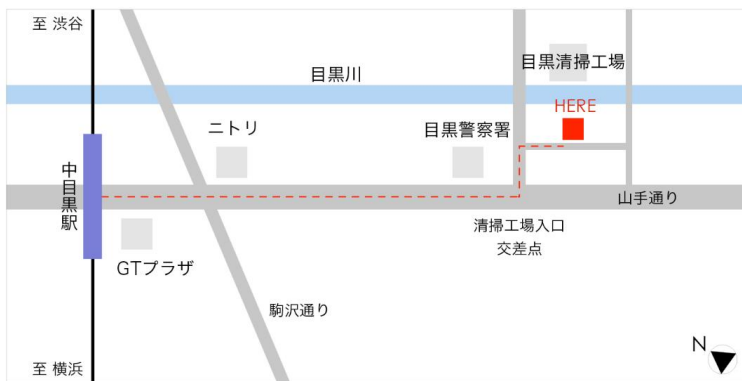 至 渋谷
目黒川
目黒清掃工場
HERE
ニトリ
目黒警察署
中目黒駅
山手通り
清掃工場入口
交差点
GTプラザ
駒沢通り
至 横浜
N